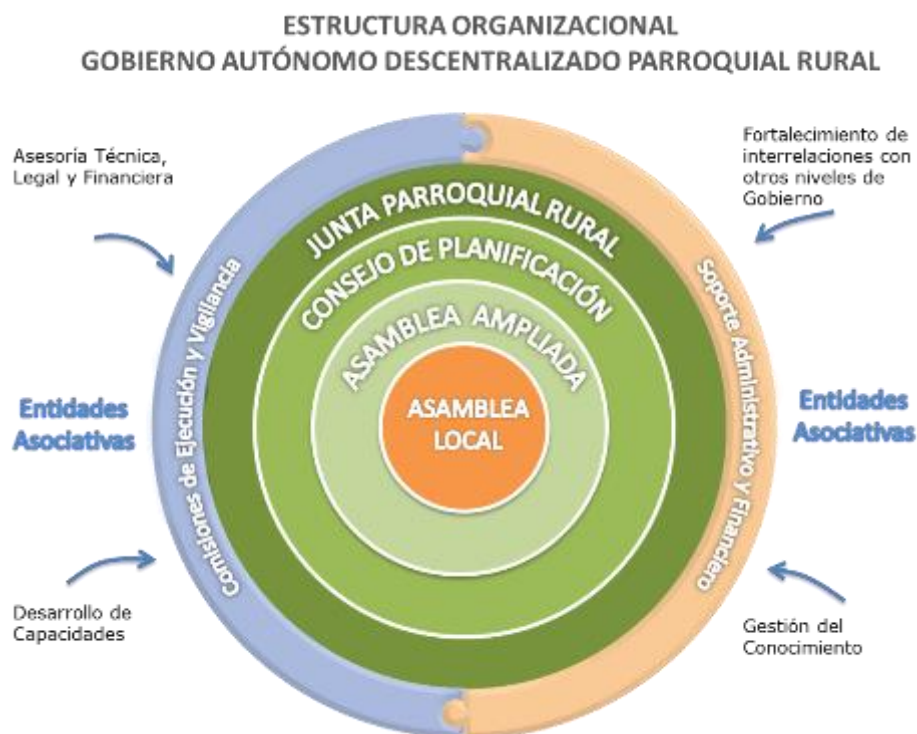 ESTRUCTURA ORGANIZACIONAL
GOBIERNO AUTÓNOMO DESCENTRALIZADO PARROQUIAL RURAL
Asesoría Técnica,
Legal y Financiera
Fortalecimiento de
interrelaciones con
otros niveles de
Gobierno
JUNTA PARROQUIAL RURAL
CONSEJO DE PLANIFICACIÓN
ASAMBLEA AMPLIADA
ASAMBLEA
LOCAL
Comisiones de Ejecución y Vigilancia
Soporte Administrativo y Financiero
Entidades
Asociativas
Entidades
Asociativas
Desarrollo de
Capacidades
Gestión del
Conocimiento